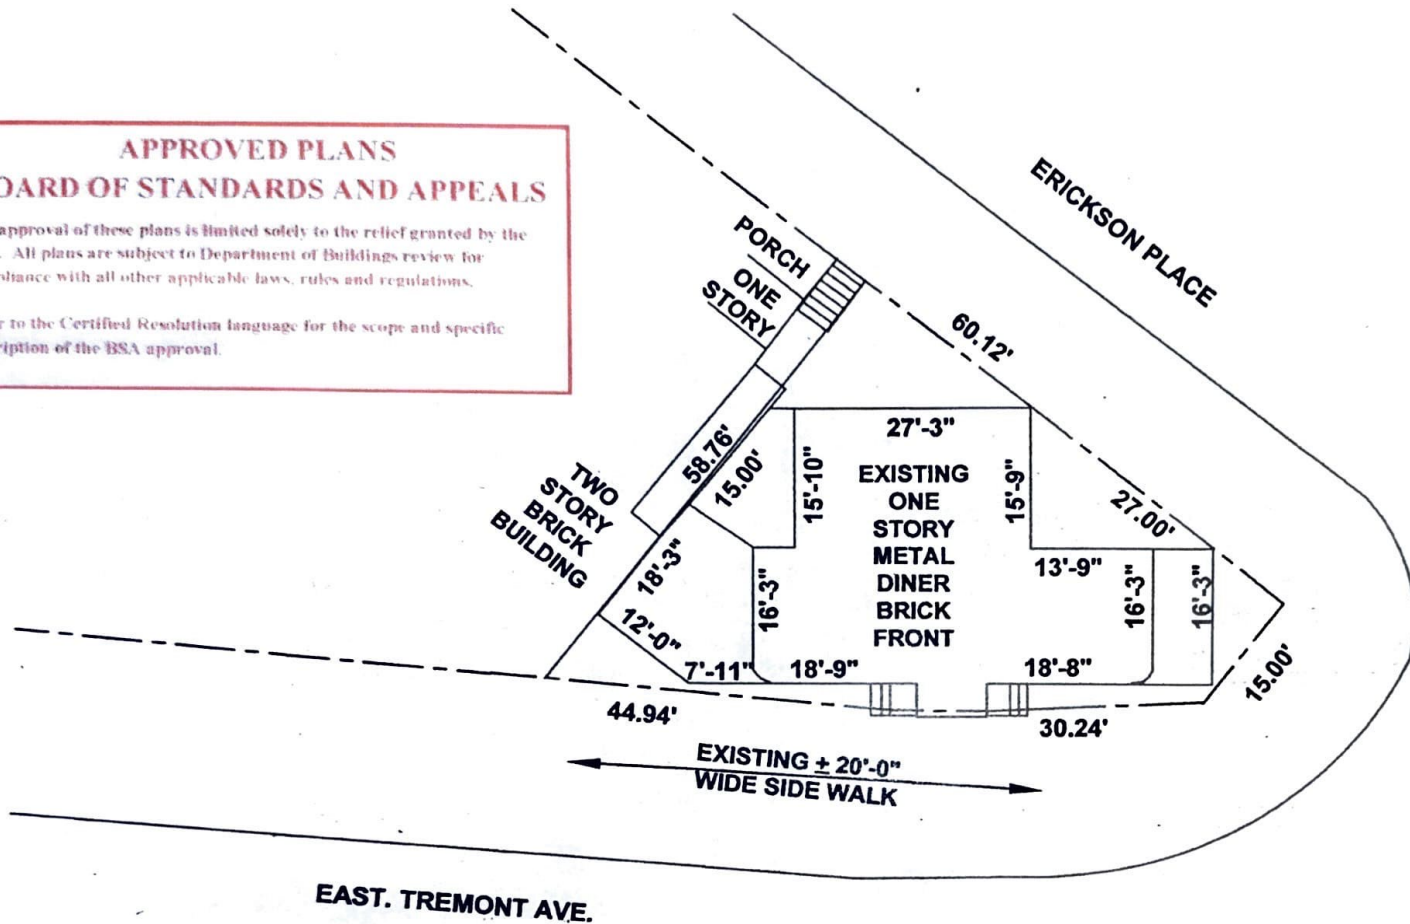 APPROVED PLANS
OARD OF STANDARDS AND APPEALS
approval of these plans is limited solely to the relief granted by the
. All plans are subject to Department of Buildings review for
pliance with all other applicable laws, rules and regulations.
r to the Certified Resolution language for the scope and specific
ription of the BSA approval.
ERICKSON PLACE
PORCH
ONE
STORY
60.12'
27'-3"
58.76'
15.00'
15'-10"
EXISTING
ONE
STORY
METAL
DINER
BRICK
FRONT
15'-9"
27.00'
TWO
STORY
BRICK
BUILDING
18'-3"
13'-9"
16'-3"
16'-3"
16'-3"
12'-0"
7'-11"
18'-9"
18'-8"
15.00'
44.94'
30.24'
EXISTING ± 20'-0"
WIDE SIDE WALK
EAST. TREMONT AVE.